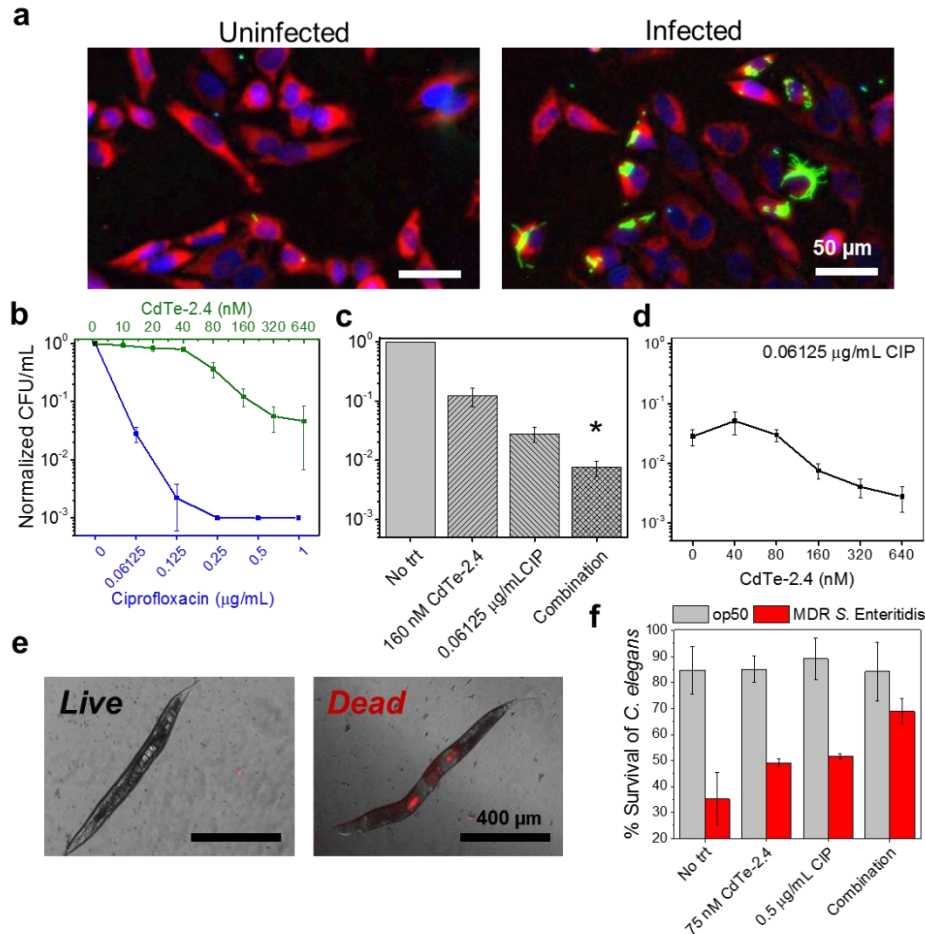 a
Uninfected
Infected
50 µm
b
CdTe-2.4 (nM)
0 10 20 40 80 160 320 640
Normalized CFU/mL
10⁰
10⁻¹
10⁻²
10⁻³
0 0.06125 0.125 0.25 0.5 1
Ciprofloxacin (µg/mL)
c
10⁰
10⁻¹
10⁻²
10⁻³
*
No trt
160 nM CdTe-2.4
0.06125 µg/mLCIP
Combination
d
0.06125 µg/mL CIP
10⁰
10⁻¹
10⁻²
10⁻³
0 40 80 160 320 640
CdTe-2.4 (nM)
e
Live
Dead
400 µm
f
op50 MDR S. Enteritidis
% Survival of C. elegans
100
90
80
70
60
50
40
30
20
No trt
75 nM CdTe-2.4
0.5 µg/mL CIP
Combination